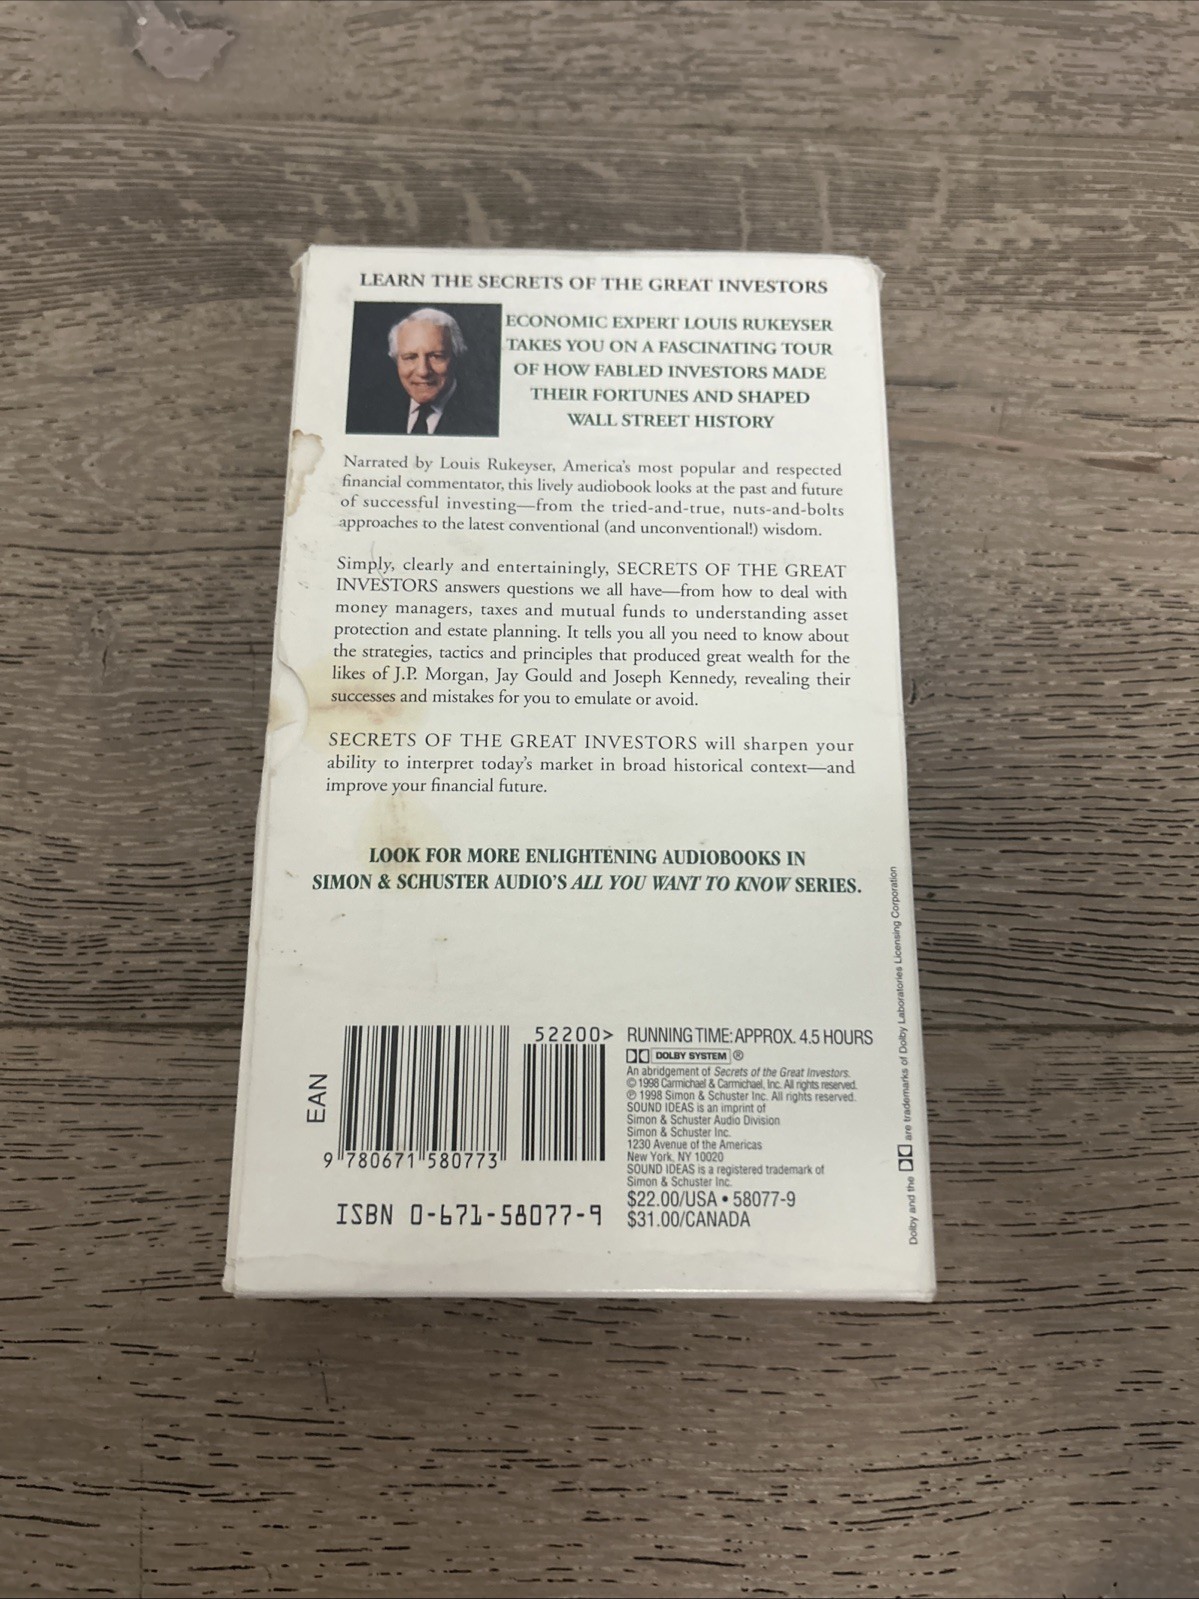 LEARN THE SECRETS OF THE GREAT INVESTORS
ECONOMIC EXPERT LOUIS RUKEYSER
TAKES YOU ON A FASCINATING TOUR
OF HOW FABLED INVESTORS MADE
THEIR FORTUNES AND SHAPED
WALL STREET HISTORY
Narrated by Louis Rukeyser, America's most popular and respected
financial commentator, this lively audiobook looks at the past and future
of successful investing—from the tried-and-true, nuts-and-bolts
approaches to the latest conventional (and unconventional!) wisdom.
Simply, clearly and entertainingly, SECRETS OF THE GREAT
INVESTORS answers questions we all have—from how to deal with
money managers, taxes and mutual funds to understanding asset
protection and estate planning. It tells you all you need to know about
the strategies, tactics and principles that produced great wealth for the
likes of J.P. Morgan, Jay Gould and Joseph Kennedy, revealing their
successes and mistakes for you to emulate or avoid.
SECRETS OF THE GREAT INVESTORS will sharpen your
ability to interpret today's market in broad historical context—and
improve your financial future.
LOOK FOR MORE ENLIGHTENING AUDIOBOOKS IN
SIMON & SCHUSTER AUDIO'S ALL YOU WANT TO KNOW SERIES.
EAN
9 780671 580773
52200>
ISBN 0-671-58077-9
RUNNING TIME: APPROX. 4.5 HOURS
DOLBY SYSTEM ®
An abridgement of Secrets of the Great Investors.
© 1998 Carmichael & Carmichael, Inc. All rights reserved.
℗ 1998 Simon & Schuster Inc. All rights reserved.
SOUND IDEAS is an imprint of
Simon & Schuster Audio Division
Simon & Schuster Inc.
1230 Avenue of the Americas
New York, NY 10020
SOUND IDEAS is a registered trademark of
Simon & Schuster Inc.
$22.00/USA • 58077-9
$31.00/CANADA
Dolby and the are trademarks of Dolby Laboratories Licensing Corporation